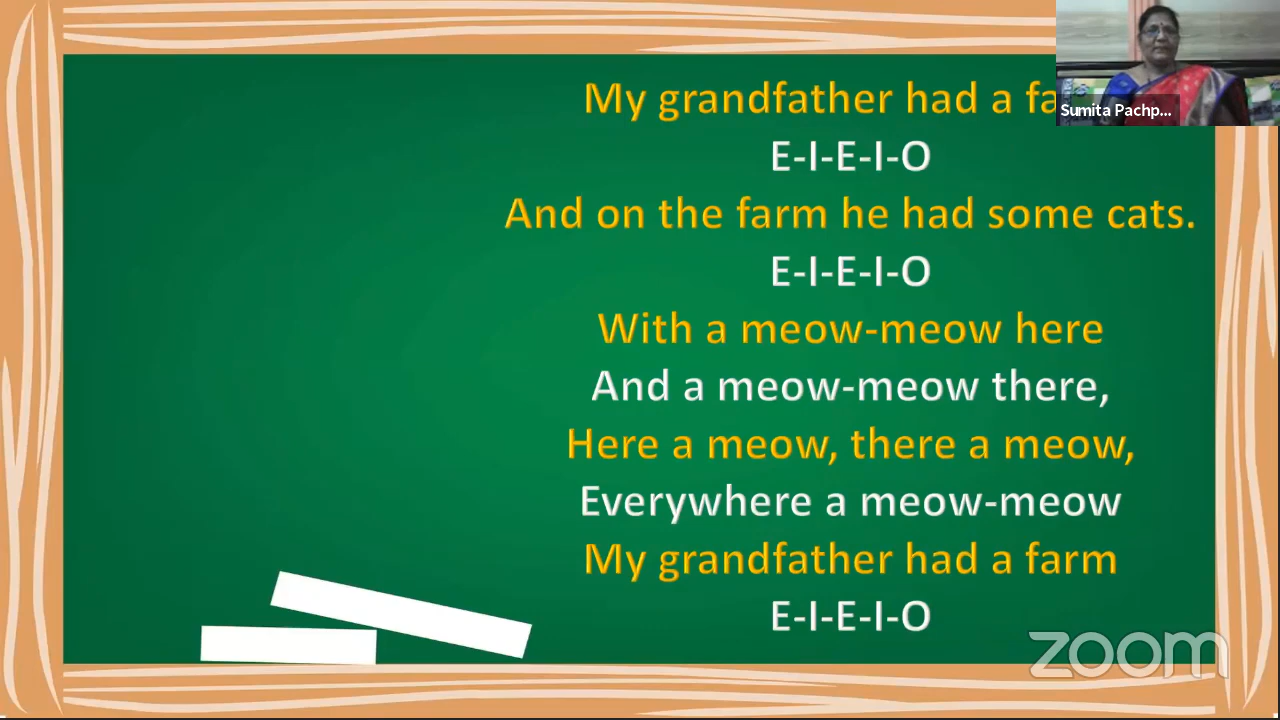 My grandfather had a fa
E-I-E-I-O
And on the farm he had some cats.
E-I-E-I-O
With a meow-meow here
And a meow-meow there,
Here a meow, there a meow,
Everywhere a meow-meow
My grandfather had a farm
E-I-E-I-O
Sumita Pachp...
zoom